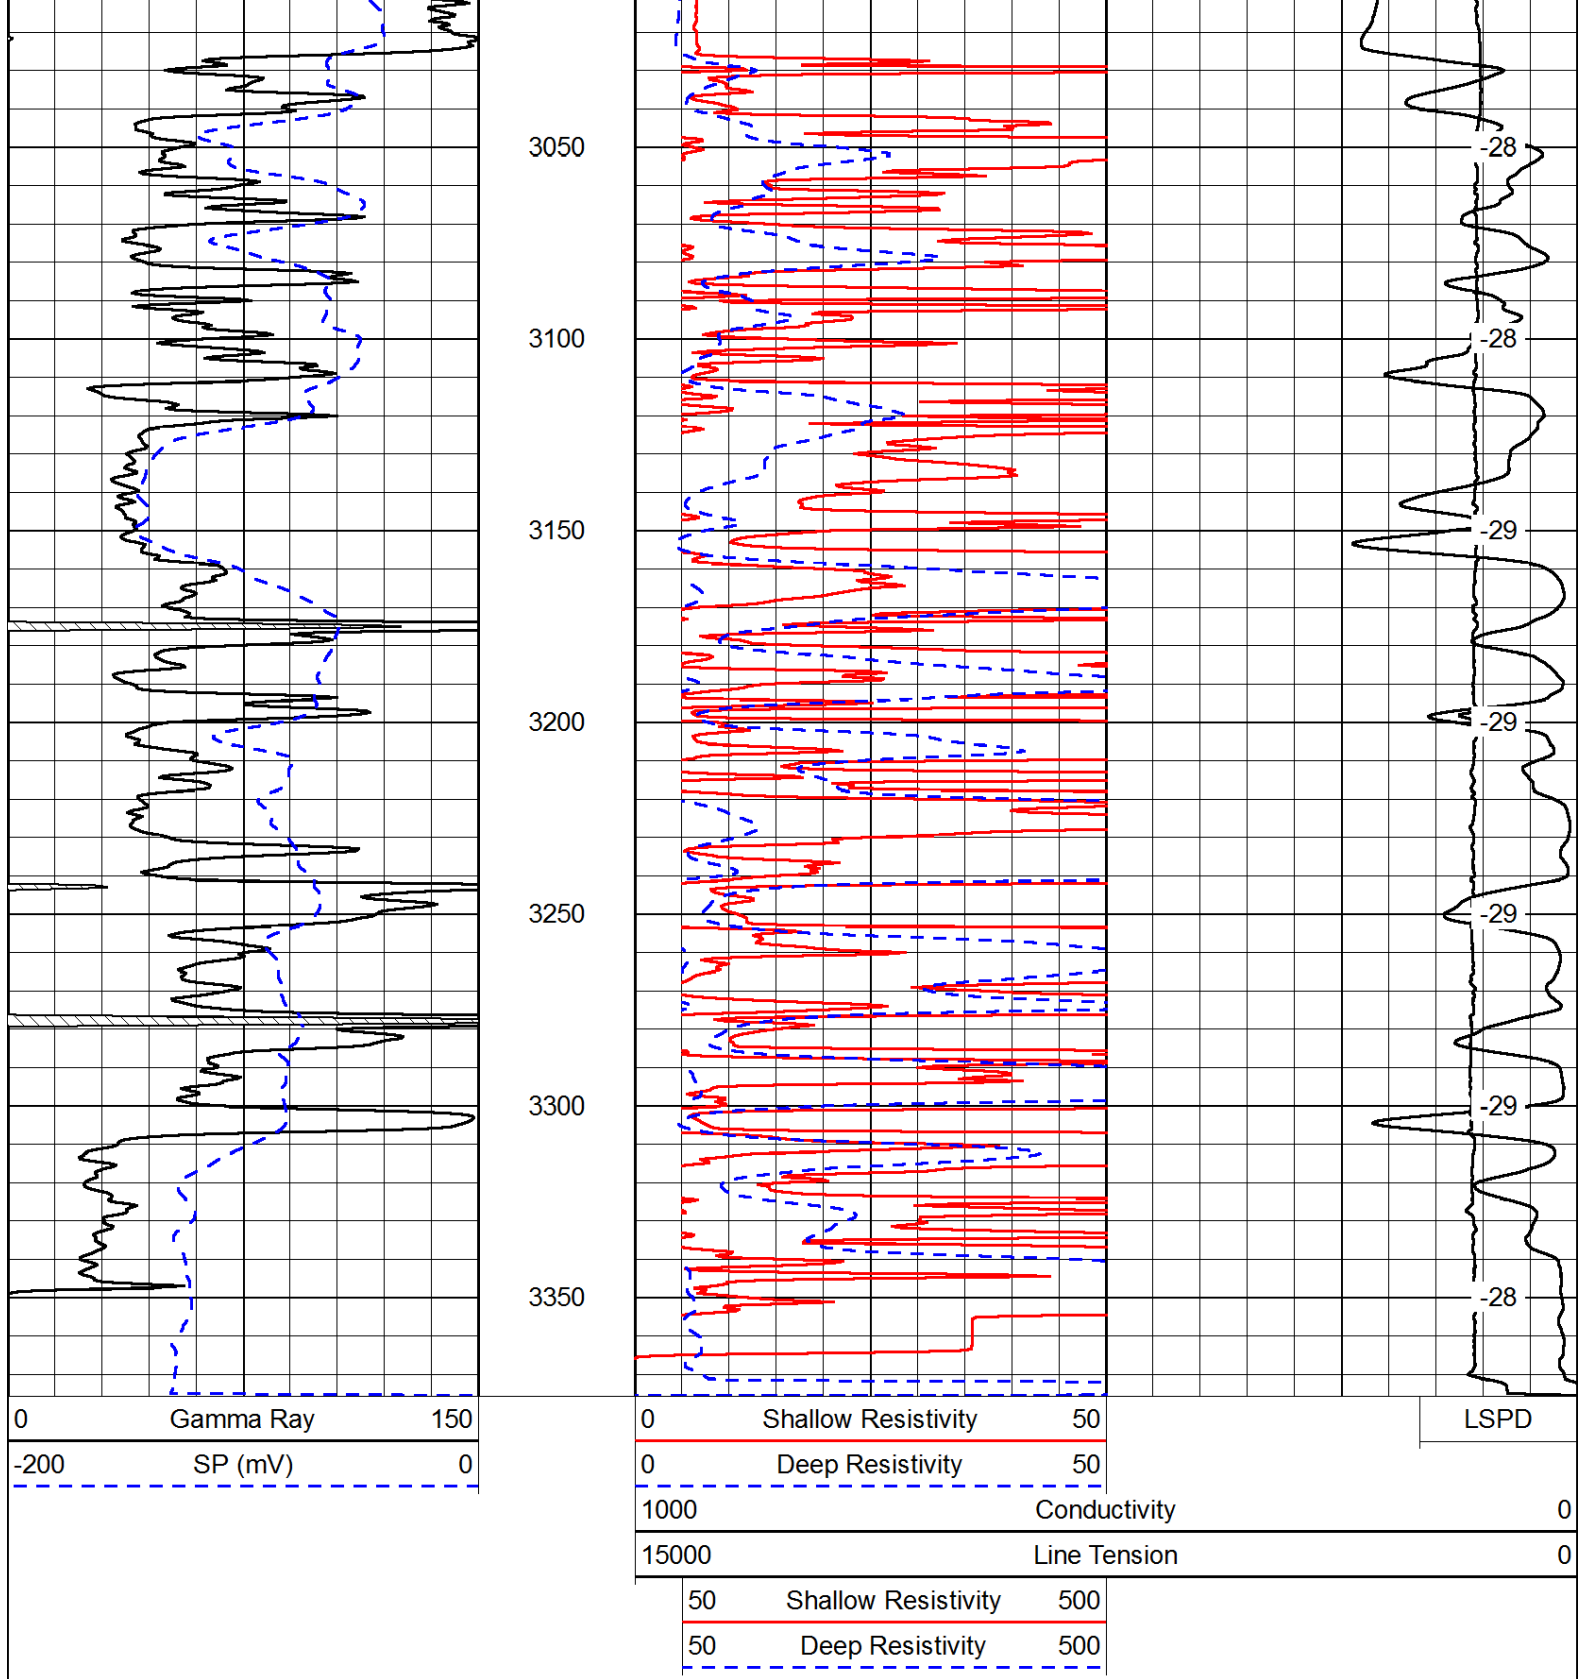 3050 -28
3100 -28
3150 -29
3200 -29
3250 -29
3300 -29
3350 -28
0 Gamma Ray 150
-200 SP (mV) 0
0 Shallow Resistivity 50
0 Deep Resistivity 50
1000 Conductivity 0
15000 Line Tension 0
50 Shallow Resistivity 500
50 Deep Resistivity 500
LSPD